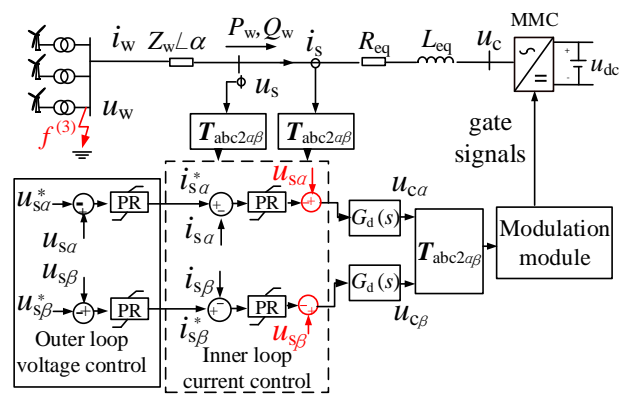 MMC
i_w
Z_w∠α
P_w, Q_w
i_s
R_eq
L_eq
u_c
u_dc
+
-
u_s
u_w
f^(3)
T_abc2αβ
T_abc2αβ
gate
signals
u*_sα
PR
i*_sα
PR
u_sα
u_cα
G_d(s)
u_sα
i_sα
T_abc2αβ
Modulation
module
u_sβ
i_sβ
G_d(s)
u*_sβ
PR
i*_sβ
PR
u_cβ
u_sβ
Outer loop
voltage control
Inner loop
current control